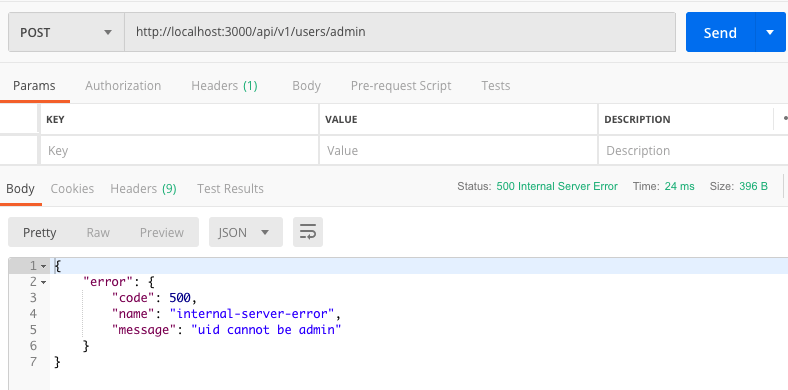 POST http://localhost:3000/api/v1/users/admin Send
Params Authorization Headers (1) Body Pre-request Script Tests
KEY VALUE DESCRIPTION
Key Value Description
Body Cookies Headers (9) Test Results Status: 500 Internal Server Error Time: 24 ms Size: 396 B
Pretty Raw Preview JSON
1 {
2 "error": {
3 "code": 500,
4 "name": "internal-server-error",
5 "message": "uid cannot be admin"
6 }
7 }